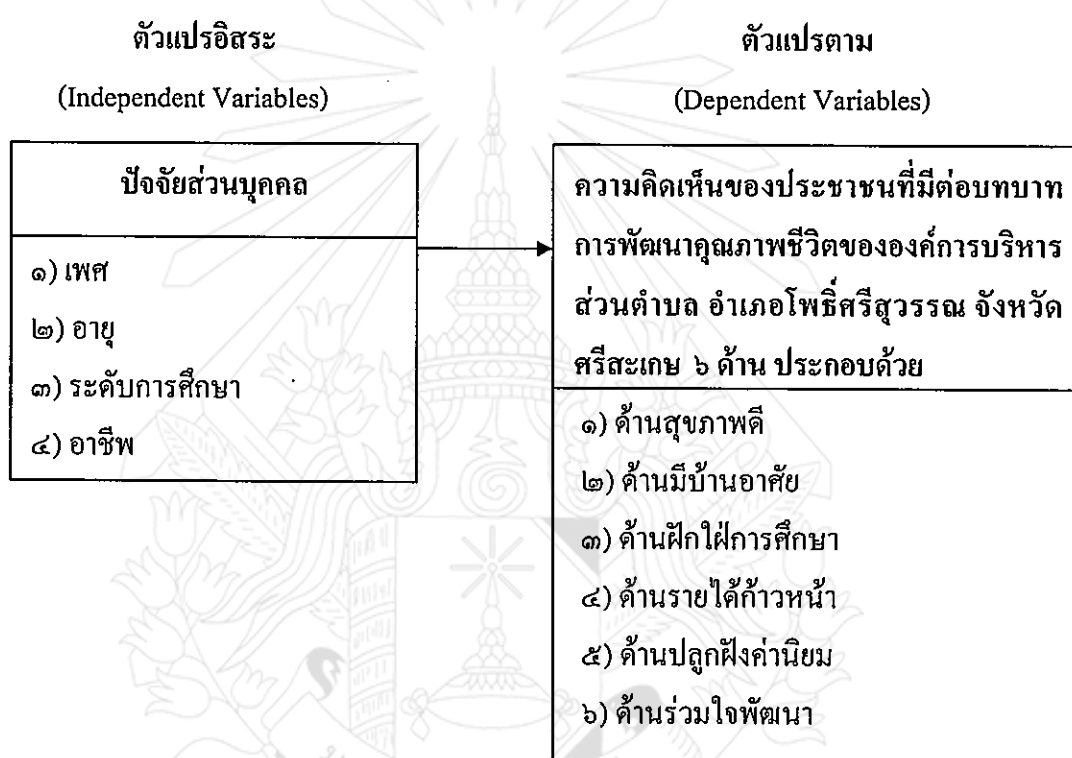 ตัวแปรอิสระ
(Independent Variables)
ปัจจัยส่วนบุคคล
๑) เพศ
๒) อายุ
๓) ระดับการศึกษา
๔) อาชีพ
ตัวแปรตาม
(Dependent Variables)
ความคิดเห็นของประชาชนที่มีต่อบทบาท
การพัฒนาคุณภาพชีวิตขององค์การบริหาร
ส่วนตำบล อำเภอโพธิ์ศรีสุวรรณ จังหวัด
ศรีสะเกษ ๖ ด้าน ประกอบด้วย
๑) ด้านสุขภาพดี
๒) ด้านมีบ้านอาศัย
๓) ด้านฝักใฝ่การศึกษา
๔) ด้านรายได้ก้าวหน้า
๕) ด้านปลูกฝังค่านิยม
๖) ด้านร่วมใจพัฒนา